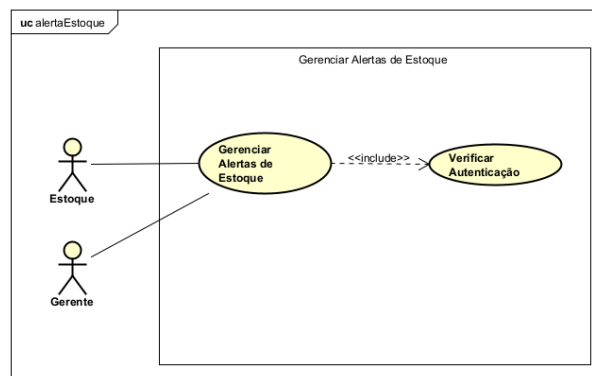 uc alertaEstoque
Gerenciar Alertas de Estoque
Gerenciar
Alertas de
Estoque
<<include>>
Verificar
Autenticação
Estoque
Gerente